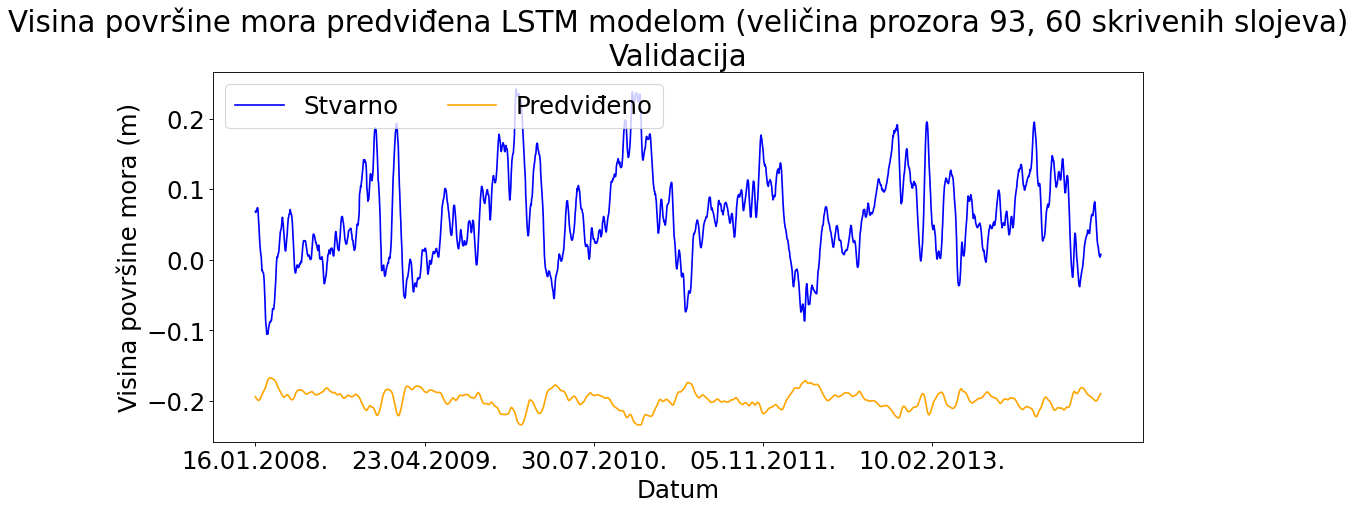 Visina površine mora predviđena LSTM modelom (veličina prozora 93, 60 skrivenih slojeva)
Validacija
Stvarno Predviđeno
Visina površine mora (m)
0.2
0.1
0.0
−0.1
−0.2
16.01.2008. 23.04.2009. 30.07.2010. 05.11.2011. 10.02.2013.
Datum